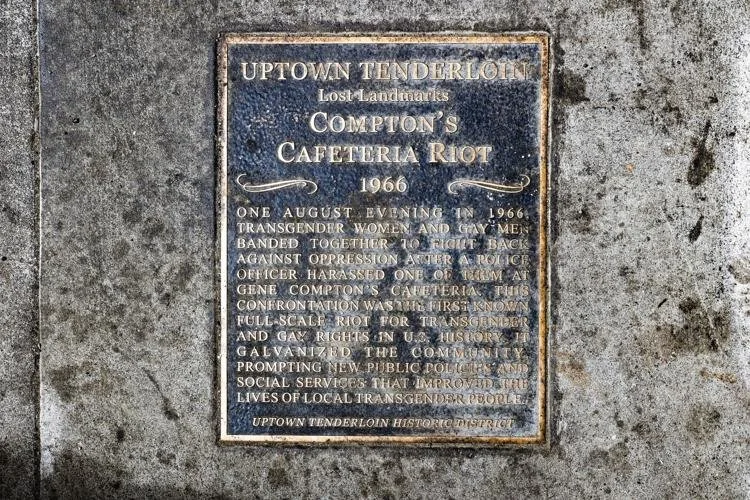 UPTOWN TENDERLOIN
Lost Landmarks
COMPTON'S
CAFETERIA RIOT
1966
ONE AUGUST EVENING IN 1966,
TRANSGENDER WOMEN AND GAY MEN
BANDED TOGETHER TO FIGHT BACK
AGAINST OPPRESSION AFTER A POLICE
OFFICER HARASSED ONE OF THEM AT
GENE COMPTON'S CAFETERIA. THIS
CONFRONTATION WAS THE FIRST KNOWN
FULL-SCALE RIOT FOR TRANSGENDER
AND GAY RIGHTS IN U.S. HISTORY. IT
GALVANIZED THE COMMUNITY,
PROMPTING NEW PUBLIC POLICIES AND
SOCIAL SERVICES THAT IMPROVED THE
LIVES OF LOCAL TRANSGENDER PEOPLE.
UPTOWN TENDERLOIN HISTORIC DISTRICT